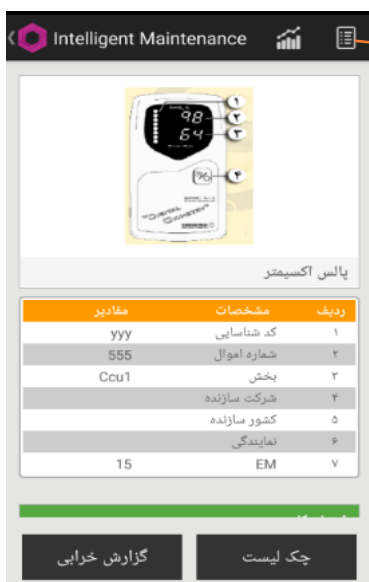 Intelligent Maintenance
۱
98 ۲
64 ۳
۴
پالس اکسیمتر
ردیف مشخصات مقادیر
۱ کد شناسایی yyy
۲ شماره اموال 555
۳ بخش Ccu1
۴ شرکت سازنده
۵ کشور سازنده
۶ نمایندگی
۷ EM 15
چک لیست گزارش خرابی